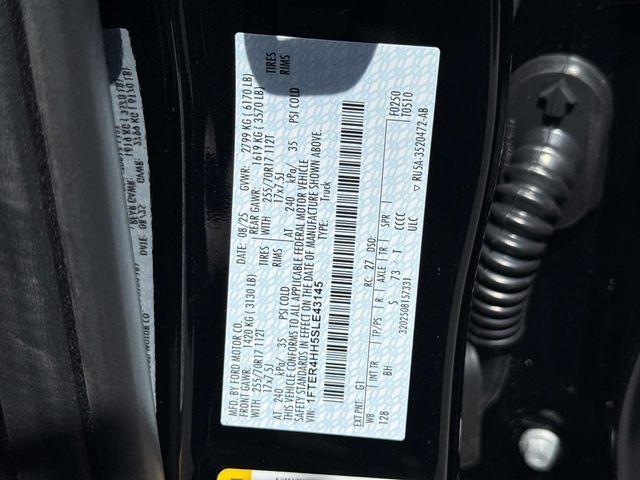 MFD. BY FORD MOTOR CO.
DATE: 08/25 GVWR: 2799 KG ( 6170 LB)
FRONT GAWR: 1420 KG ( 3130 LB) REAR GAWR: 1619 KG ( 3570 LB)
WITH 255/70R17 112T TIRES WITH 255/70R17 112T TIRES
17x7.5J RIMS 17x7.5J RIMS
AT 240 kPa/ 35 PSI COLD AT 240 kPa/ 35 PSI COLD
THIS VEHICLE CONFORMS TO ALL APPLICABLE FEDERAL MOTOR VEHICLE
SAFETY STANDARDS IN EFFECT ON THE DATE OF MANUFACTURE SHOWN ABOVE.
VIN: 1FTER4HH5SLE43145 Truck
EXT PNT: G1 RC: 27 DSO: F0250
T0510
WB INT TR TP/PS R AXLE TR SPR
128 BH S 73 T CCCC
ULC
3202508157331 RU5A-3520472-AB